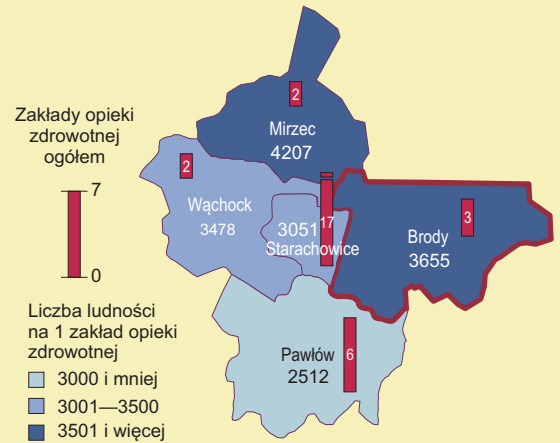 Zakłady opieki
zdrowotnej
ogółem
7
0
Liczba ludności
na 1 zakład opieki
zdrowotnej
3000 i mniej
3001—3500
3501 i więcej
2
Mirzec
4207
2
Wąchock
3478
17
3051
Starachowice
3
Brody
3655
6
Pawłów
2512